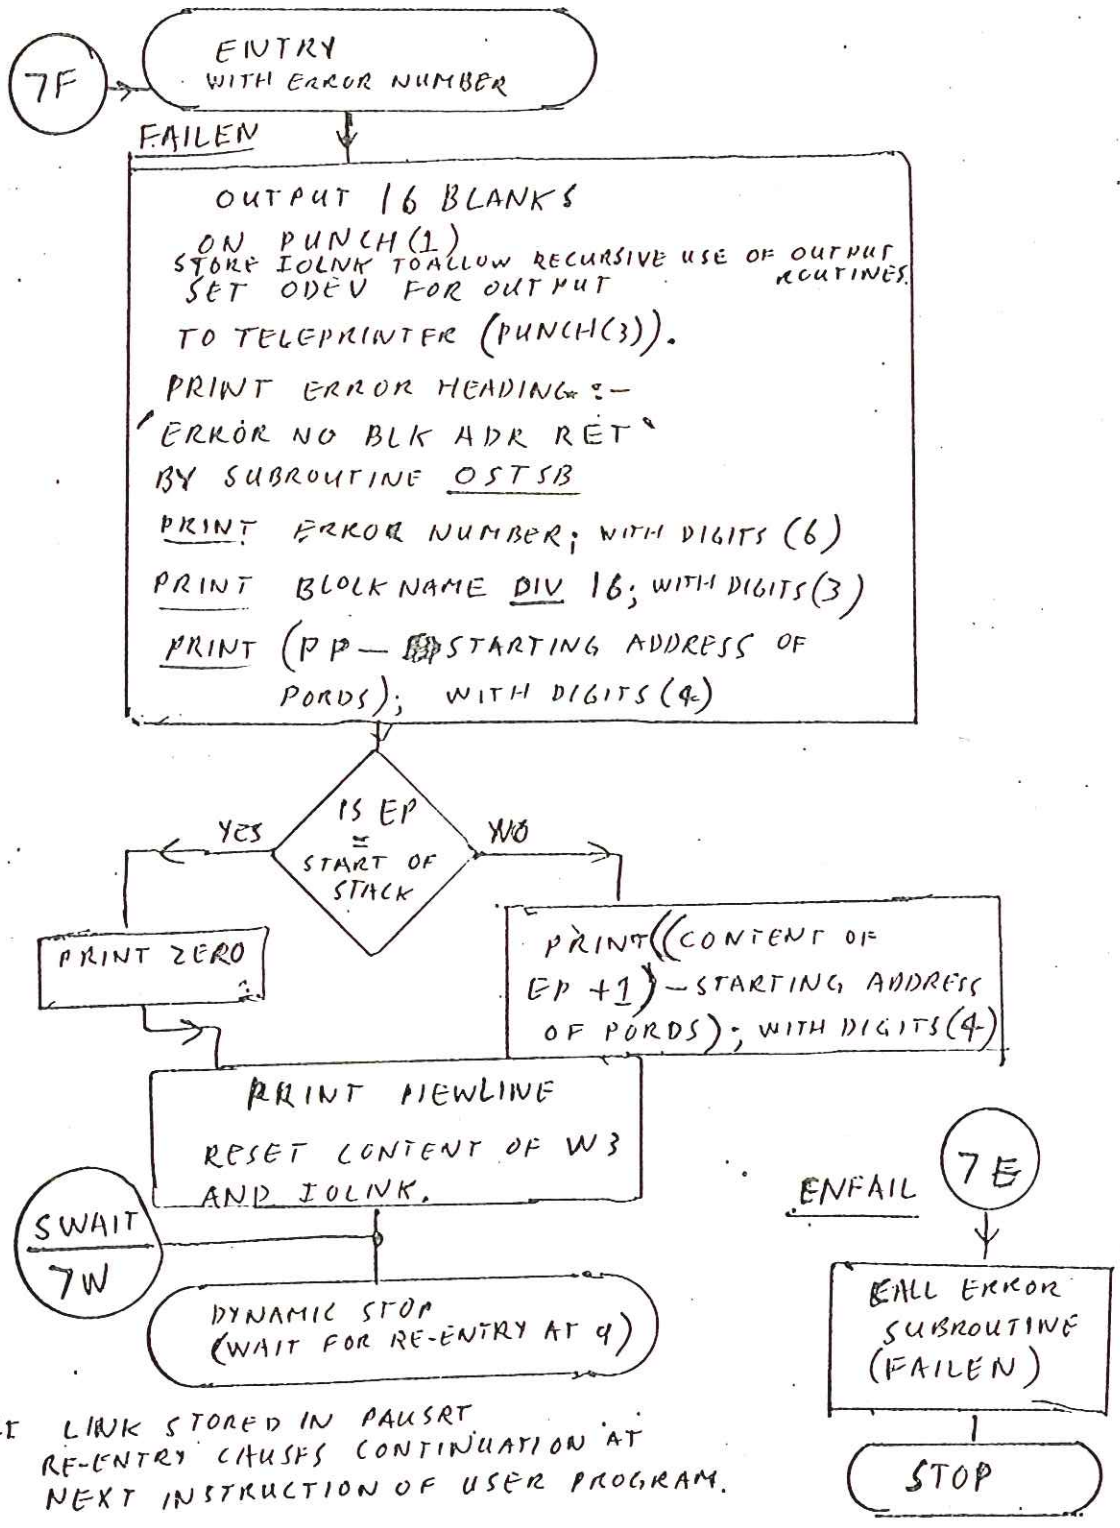 7F
ENTRY
WITH ERROR NUMBER
FAILEN
OUTPUT 16 BLANKS
ON PUNCH(1)
STORE IOLNK TO ALLOW RECURSIVE USE OF OUTPUT
ROUTINES.
SET ODEV FOR OUTPUT
TO TELEPRINTER (PUNCH(3)).
PRINT ERROR HEADING :-
'ERROR NO BLK ADR RET'
BY SUBROUTINE OSTSB
PRINT ERROR NUMBER; WITH DIGITS (6)
PRINT BLOCKNAME DIV 16; WITH DIGITS(3)
PRINT (PP - STARTING ADDRESS OF
PORDS); WITH DIGITS (4)
IS EP
=
START OF
STACK
YES
NO
PRINT ZERO
PRINT((CONTENT OF
EP +1) - STARTING ADDRESS
OF PORDS); WITH DIGITS(4)
PRINT NEWLINE
RESET CONTENT OF W3
AND IOLNK.
SWAIT
7W
DYNAMIC STOP
(WAIT FOR RE-ENTRY AT 9)
LINK STORED IN PAUSRT
RE-ENTRY CAUSES CONTINUATION AT
NEXT INSTRUCTION OF USER PROGRAM.
7E
ENFAIL
CALL ERROR
SUBROUTINE
(FAILEN)
STOP